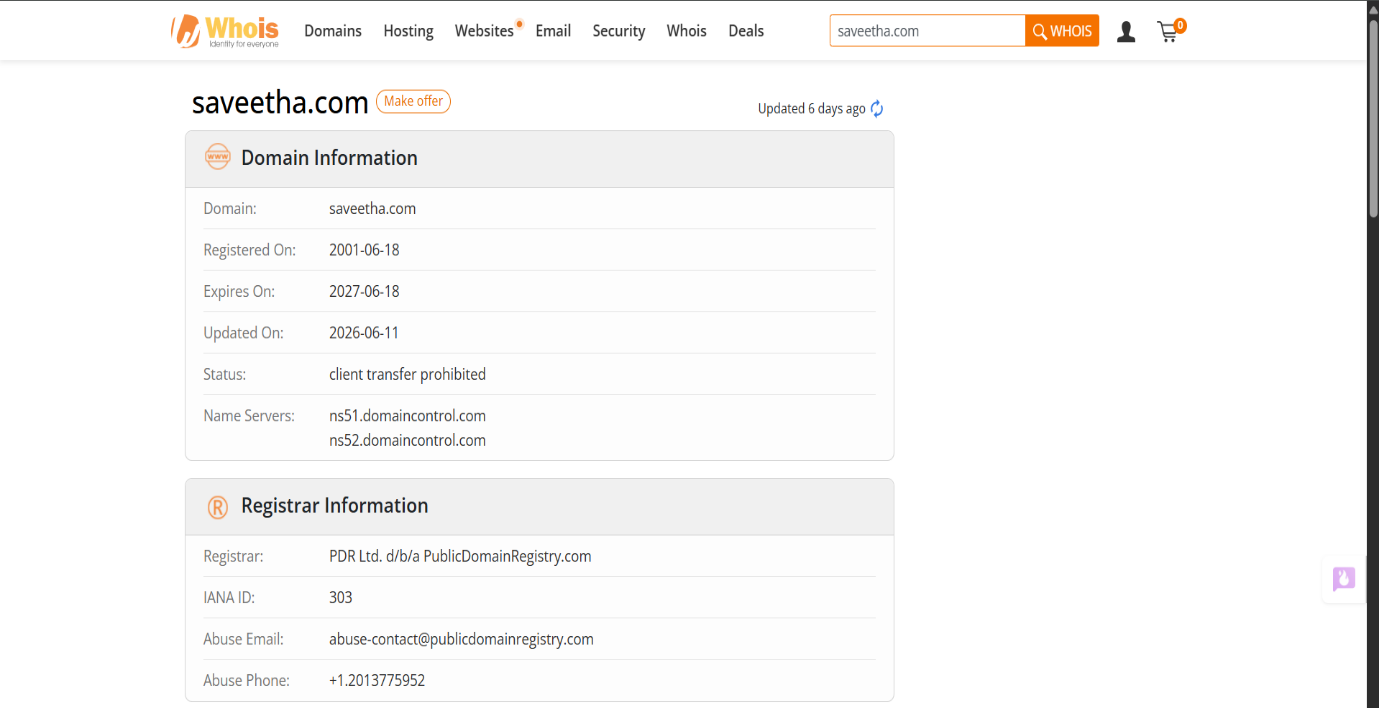 Whois
Identity for everyone
Domains Hosting Websites Email Security Whois Deals
saveetha.com
WHOIS
0
saveetha.com Make offer
Updated 6 days ago
www Domain Information
Domain: saveetha.com
Registered On: 2001-06-18
Expires On: 2027-06-18
Updated On: 2026-06-11
Status: client transfer prohibited
Name Servers: ns51.domaincontrol.com
ns52.domaincontrol.com
® Registrar Information
Registrar: PDR Ltd. d/b/a PublicDomainRegistry.com
IANA ID: 303
Abuse Email: abuse-contact@publicdomainregistry.com
Abuse Phone: +1.2013775952